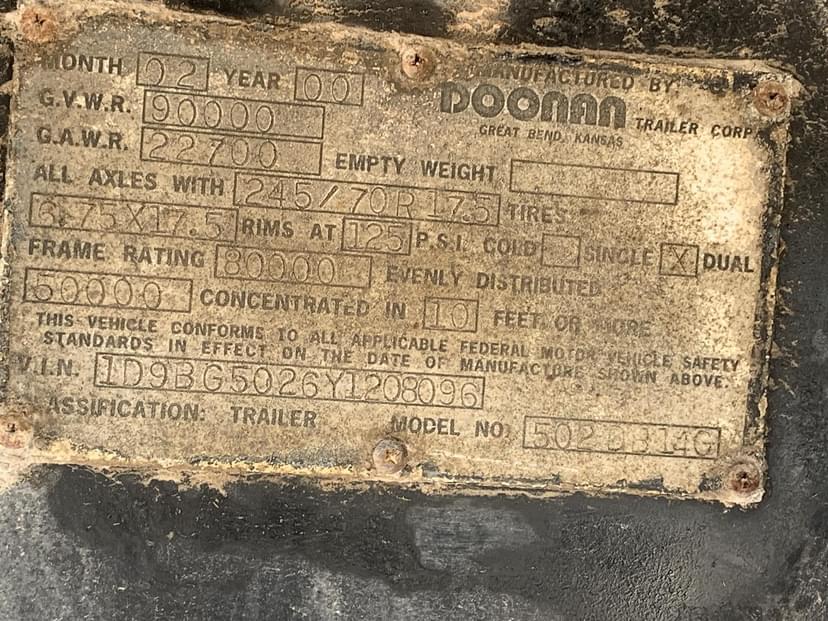 MONTH 02 YEAR 00
MANUFACTURED BY:
DOONAN TRAILER CORP.
GREAT BEND, KANSAS
G.V.W.R. 90000
G.A.W.R. 22700 EMPTY WEIGHT
ALL AXLES WITH 245/70R17.5 TIRES
6.75X17.5 RIMS AT 125 P.S.I. COLD SINGLE X DUAL
FRAME RATING 80000 EVENLY DISTRIBUTED
50000 CONCENTRATED IN 10 FEET OR MORE
THIS VEHICLE CONFORMS TO ALL APPLICABLE FEDERAL MOTOR VEHICLE SAFETY
STANDARDS IN EFFECT ON THE DATE OF MANUFACTURE SHOWN ABOVE.
V.I.N. 1D9BG5026Y1208096
ASSIFICATION: TRAILER MODEL NO.